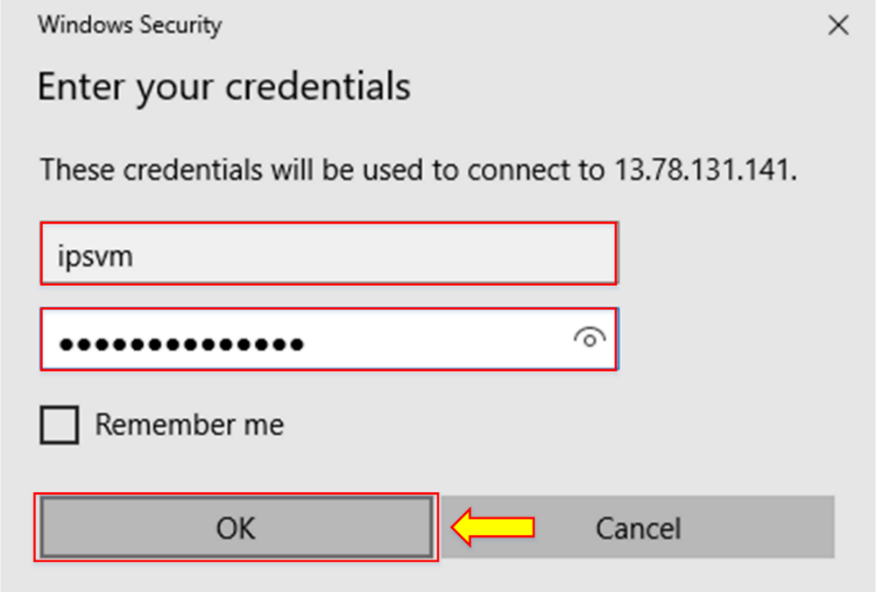 Windows Security
Enter your credentials
These credentials will be used to connect to 13.78.131.141.
ipsvm
●●●●●●●●●●●●●●
Remember me
OK
Cancel